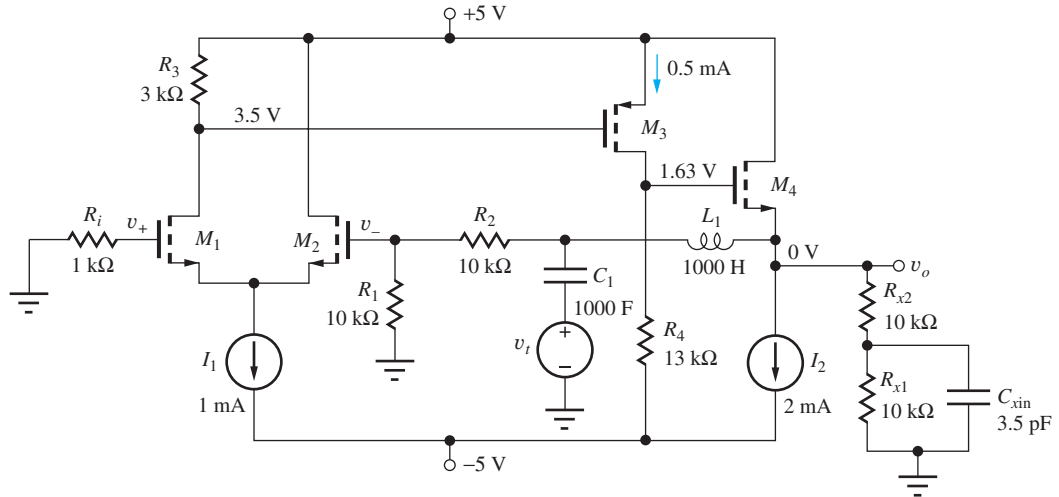 +5 V
R3
3 kΩ
0.5 mA
3.5 V
M3
1.63 V
M4
Ri
v+
1 kΩ
M1
M2
v−
R2
10 kΩ
L1
1000 H
0 V
vo
R1
10 kΩ
C1
1000 F
vt
+
−
R4
13 kΩ
Rx2
10 kΩ
I1
1 mA
I2
2 mA
Rx1
10 kΩ
Cxin
3.5 pF
−5 V